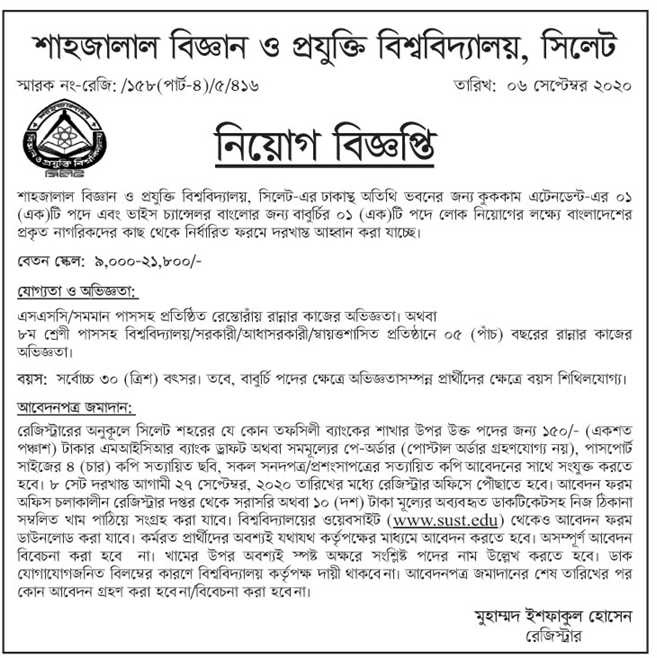 শাহজালাল বিজ্ঞান ও প্রযুক্তি বিশ্ববিদ্যালয়, সিলেট
স্মারক নং-রেজি: /১৫৮(পার্ট-৪)/৫/৪১৬ তারিখ: ০৬ সেপ্টেম্বর ২০২০
শাহজালাল
বিজ্ঞান ও প্রযুক্তি বিশ্ববিদ্যালয়
সিলেট
নিয়োগ বিজ্ঞপ্তি
শাহজালাল বিজ্ঞান ও প্রযুক্তি বিশ্ববিদ্যালয়, সিলেট-এর ঢাকাস্থ অতিথি ভবনের জন্য কুককাম এটেনডেন্ট-এর ০১
(এক)টি পদে এবং ভাইস চ্যান্সেলর বাংলোর জন্য বাবুর্চির ০১ (এক)টি পদে লোক নিয়োগের লক্ষ্যে বাংলাদেশের
প্রকৃত নাগরিকদের কাছ থেকে নির্ধারিত ফরমে দরখাস্ত আহ্বান করা যাচ্ছে।
বেতন স্কেল: ৯,০০০-২১,৮০০/-
যোগ্যতা ও অভিজ্ঞতা:
এসএসসি/সমমান পাসসহ প্রতিষ্ঠিত রেস্তোরাঁয় রান্নার কাজের অভিজ্ঞতা। অথবা
৮ম শ্রেণী পাসসহ বিশ্ববিদ্যালয়/সরকারী/আধাসরকারী/স্বায়ত্তশাসিত প্রতিষ্ঠানে ০৫ (পাঁচ) বছরের রান্নার কাজের
অভিজ্ঞতা।
বয়স: সর্বোচ্চ ৩০ (ত্রিশ) বৎসর। তবে, বাবুর্চি পদের ক্ষেত্রে অভিজ্ঞতাসম্পন্ন প্রার্থীদের ক্ষেত্রে বয়স শিথিলযোগ্য।
আবেদনপত্র জমাদান:
রেজিস্ট্রারের অনুকূলে সিলেট শহরের যে কোন তফসিলী ব্যাংকের শাখার উপর উক্ত পদের জন্য ১৫০/- (একশত
পঞ্চাশ) টাকার এমআইসিআর ব্যাংক ড্রাফট অথবা সমমূল্যের পে-অর্ডার (পোস্টাল অর্ডার গ্রহণযোগ্য নয়), পাসপোর্ট
সাইজের ৪ (চার) কপি সত্যায়িত ছবি, সকল সনদপত্র/প্রশংসাপত্রের সত্যায়িত কপি আবেদনের সাথে সংযুক্ত করতে
হবে। ৮ সেট দরখাস্ত আগামী ২৭ সেপ্টেম্বর, ২০২০ তারিখের মধ্যে রেজিস্ট্রার অফিসে পৌঁছাতে হবে। আবেদন ফরম
অফিস চলাকালীন রেজিস্ট্রার দপ্তর থেকে সরাসরি অথবা ১০ (দশ) টাকা মূল্যের অব্যবহৃত ডাকটিকেটসহ নিজ ঠিকানা
সম্বলিত খাম পাঠিয়ে সংগ্রহ করা যাবে। বিশ্ববিদ্যালয়ের ওয়েবসাইট (www.sust.edu) থেকেও আবেদন ফরম
ডাউনলোড করা যাবে। কর্মরত প্রার্থীদের অবশ্যই যথাযথ কর্তৃপক্ষের মাধ্যমে আবেদন করতে হবে। অসম্পূর্ণ আবেদন
বিবেচনা করা হবে না। খামের উপর অবশ্যই স্পষ্ট অক্ষরে সংশ্লিষ্ট পদের নাম উল্লেখ করতে হবে। ডাক
যোগাযোগজনিত বিলম্বের কারণে বিশ্ববিদ্যালয় কর্তৃপক্ষ দায়ী থাকবেনা। আবেদনপত্র জমাদানের শেষ তারিখের পর
কোন আবেদন গ্রহণ করা হবেনা/বিবেচনা করা হবেনা।
মুহাম্মদ ইশফাকুল হোসেন
রেজিস্ট্রার